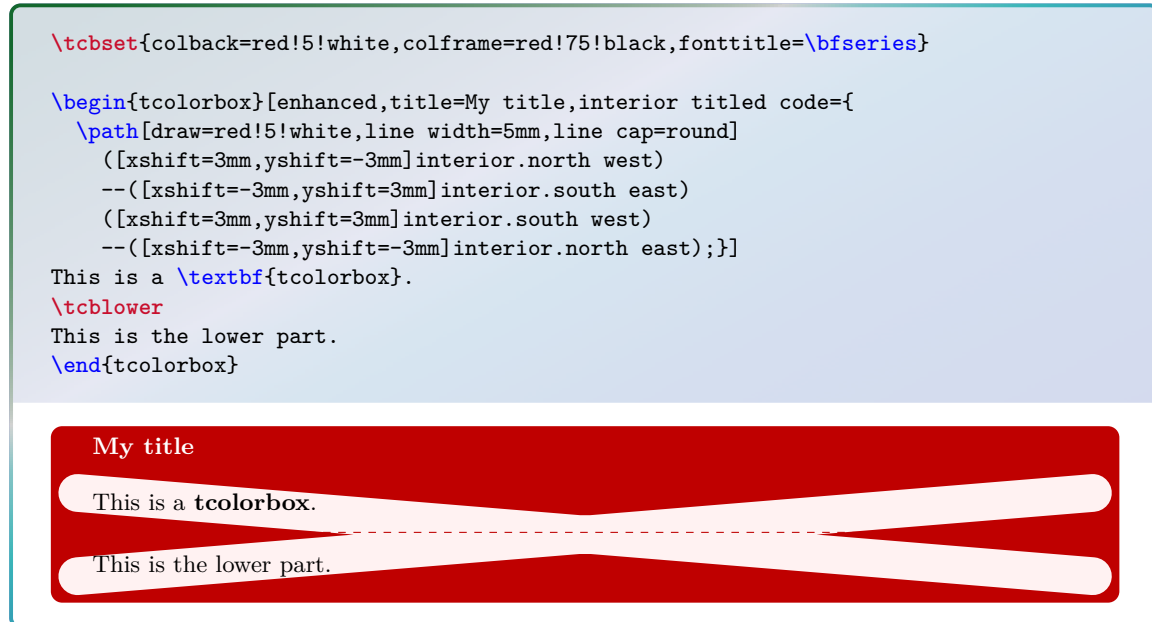 \tcbset{colback=red!5!white,colframe=red!75!black,fonttitle=\bfseries}

\begin{tcolorbox}[enhanced,title=My title,interior titled code={
  \path[draw=red!5!white,line width=5mm,line cap=round]
    ([xshift=3mm,yshift=-3mm]interior.north west)
    --([xshift=-3mm,yshift=3mm]interior.south east)
    ([xshift=3mm,yshift=3mm]interior.south west)
    --([xshift=-3mm,yshift=-3mm]interior.north east);}]
This is a \textbf{tcolorbox}.
\tcblower
This is the lower part.
\end{tcolorbox}
My title
This is a tcolorbox.
This is the lower part.